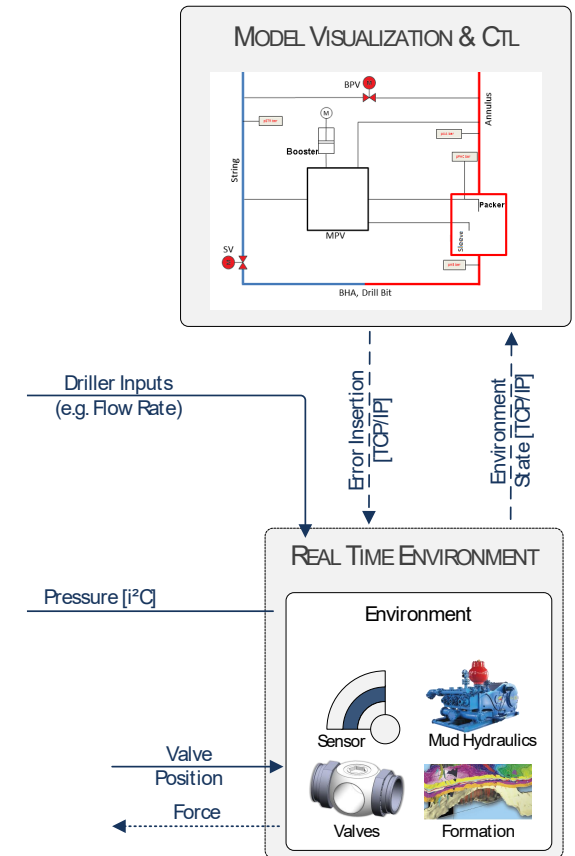 MODEL VISUALIZATION & CTL
BPV
M
M
Booster
Annulus
String
Packer
Sleeve
MPV
SV
BHA, Drill Bit
Driller Inputs
(e.g. Flow Rate)
Error Insertion
[TCP/IP]
Environment
State [TCP/IP]
REAL TIME ENVIRONMENT
Pressure [i²C]
Environment
Sensor
Mud Hydraulics
Valve
Position
Force
Valves
Formation